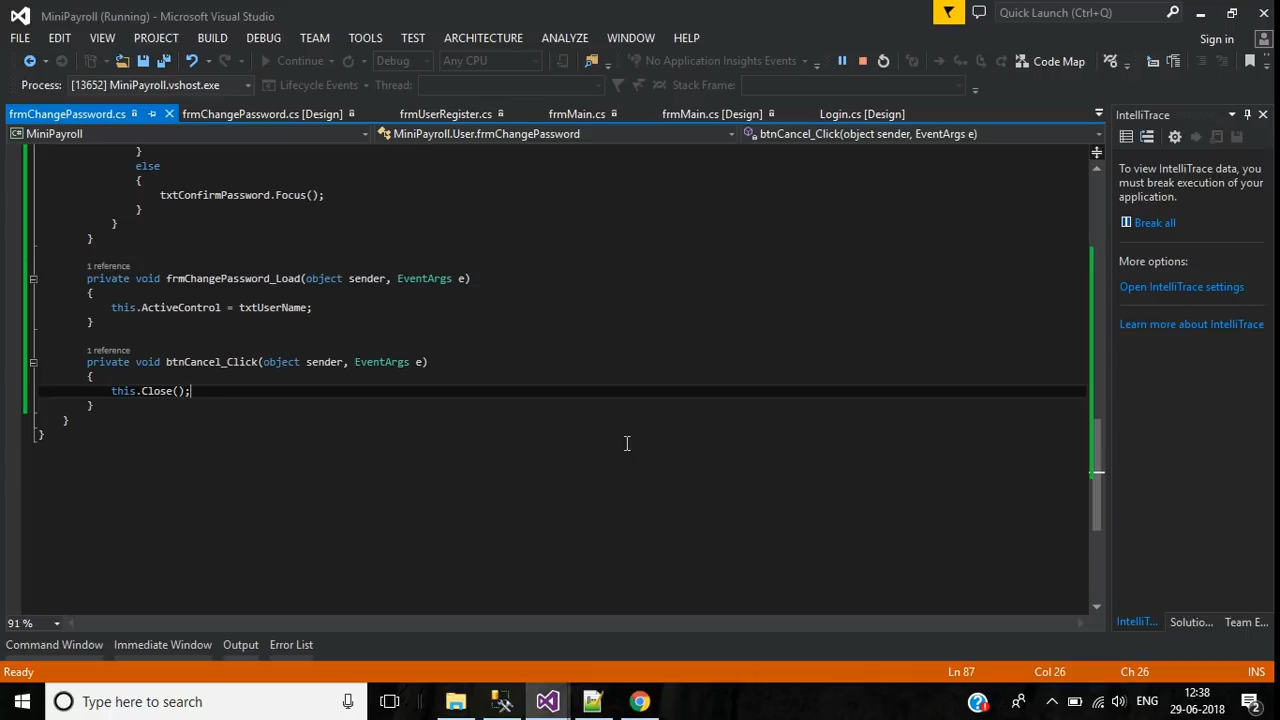 MiniPayroll (Running) - Microsoft Visual Studio
Quick Launch (Ctrl+Q)
FILE EDIT VIEW PROJECT BUILD DEBUG TEAM TOOLS TEST ARCHITECTURE ANALYZE WINDOW HELP
Sign in
Continue Debug Any CPU No Application Insights Events Code Map
Process: [13652] MiniPayroll.vshost.exe Lifecycle Events Thread: Stack Frame:
frmChangePassword.cs frmChangePassword.cs [Design] frmUserRegister.cs frmMain.cs frmMain.cs [Design] Login.cs [Design]
MiniPayroll MiniPayroll.User.frmChangePassword btnCancel_Click(object sender, EventArgs e)
}
else
{
txtConfirmPassword.Focus();
}
}
}
1 reference
private void frmChangePassword_Load(object sender, EventArgs e)
{
this.ActiveControl = txtUserName;
}
1 reference
private void btnCancel_Click(object sender, EventArgs e)
{
this.Close();
}
}
}
IntelliTrace
To view IntelliTrace data, you
must break execution of your
application.
Break all
More options:
Open IntelliTrace settings
Learn more about IntelliTrace
91 %
IntelliT... Solutio... Team E...
Command Window Immediate Window Output Error List
Ready Ln 87 Col 26 Ch 26 INS
Type here to search
ENG
12:38
29-06-2018
2